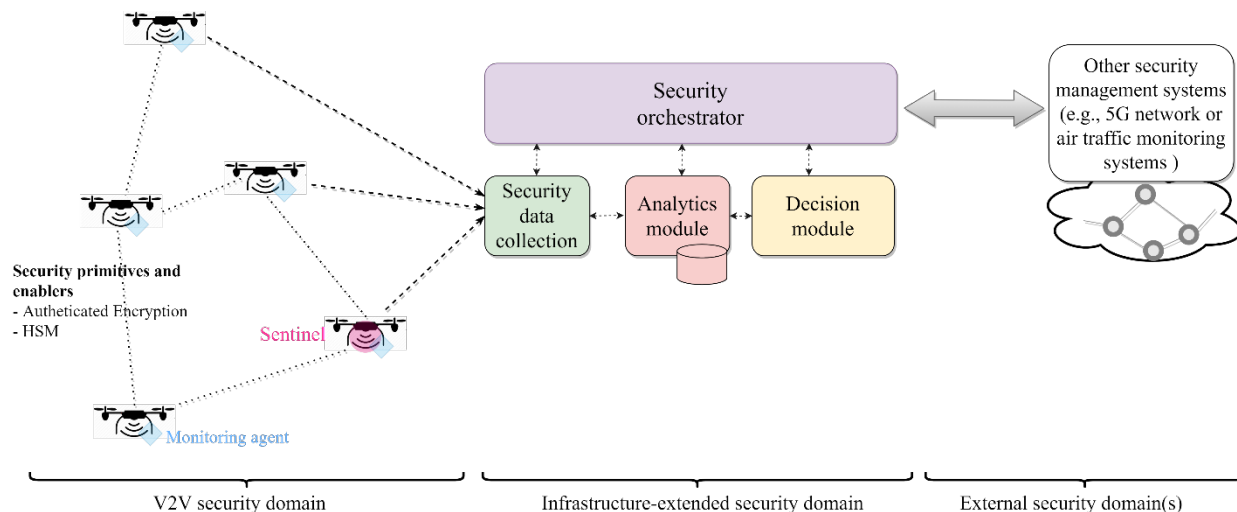 Security
orchestrator
Other security
management systems
(e.g., 5G network or
air traffic monitoring
systems )
Security
data
collection
Analytics
module
Decision
module
Security primitives and
enablers
- Autheticated Encryption
- HSM
Sentinel
Monitoring agent
V2V security domain
Infrastructure-extended security domain
External security domain(s)